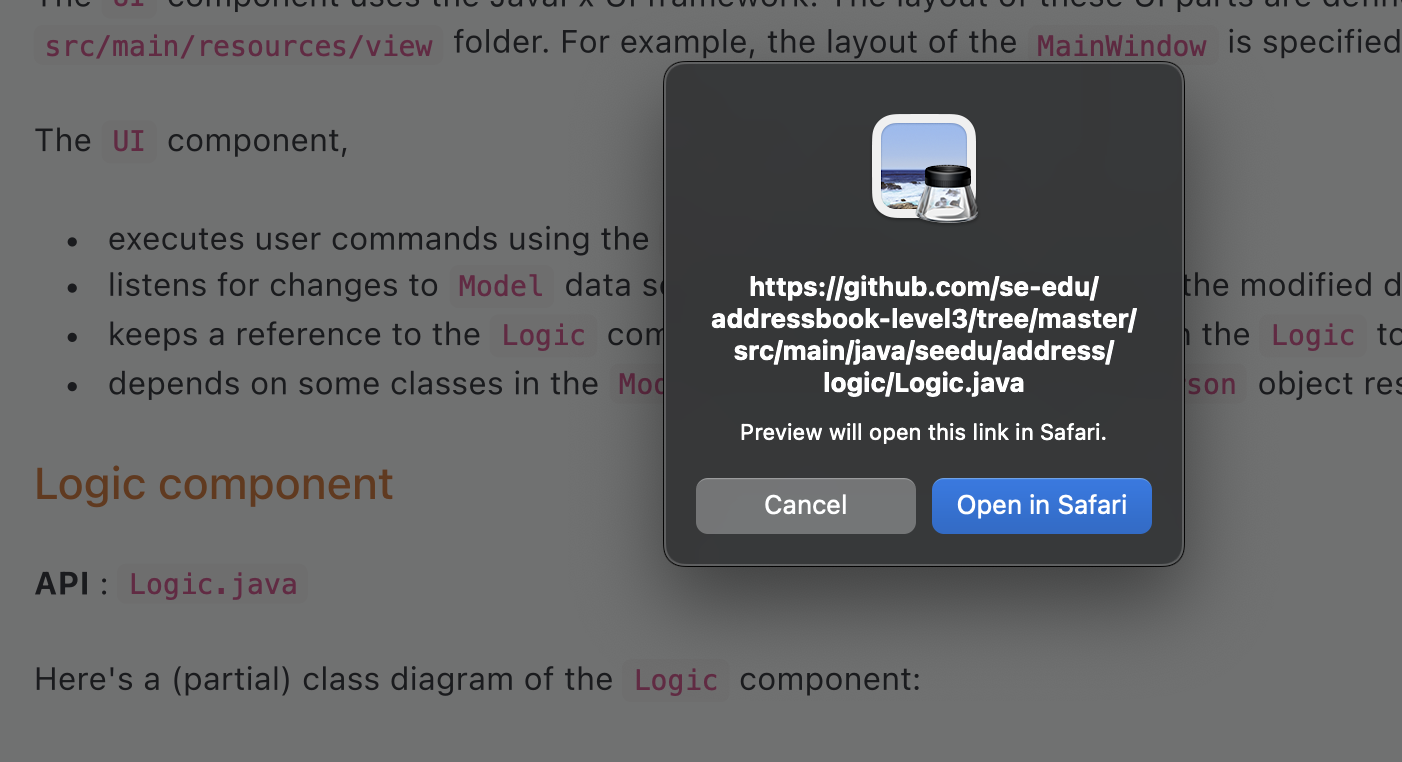 The UI component uses the JavaFx UI framework. The layout of these UI parts are
src/main/resources/view folder. For example, the layout of the MainWindow is specified
The UI component,
• executes user commands using the
• listens for changes to Model data the modified
• keeps a reference to the Logic the Logic to
• depends on some classes in the object
Logic component
API : Logic.java
Here's a (partial) class diagram of the Logic component:
https://github.com/se-edu/
addressbook-level3/tree/master/
src/main/java/seedu/address/
logic/Logic.java
Preview will open this link in Safari.
Cancel
Open in Safari